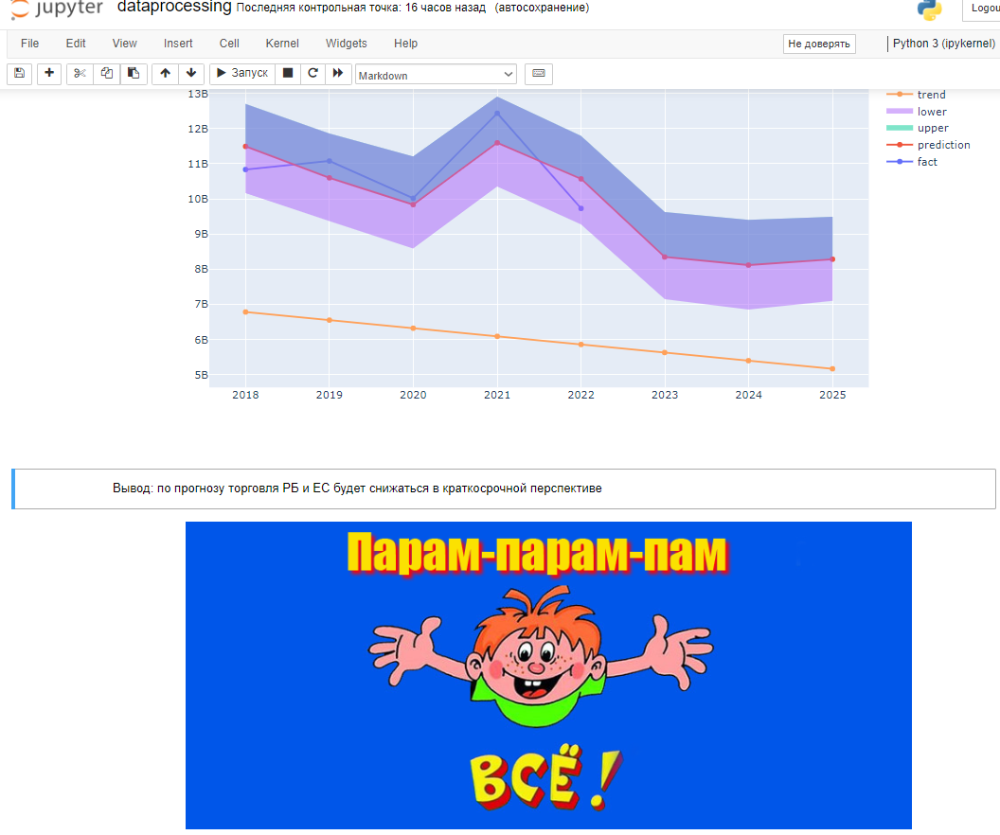 jupyter dataprocessing Последняя контрольная точка: 16 часов назад (автосохранение)
Logou
File Edit View Insert Cell Kernel Widgets Help
Не доверять
Python 3 (ipykernel)
Запуск
Markdown
13B
12B
11B
10B
9B
8B
7B
6B
5B
2018 2019 2020 2021 2022 2023 2024 2025
trend
lower
upper
prediction
fact
Вывод: по прогнозу торговля РБ и ЕС будет снижаться в краткосрочной перспективе
Парам-парам-пам
ВСЁ!